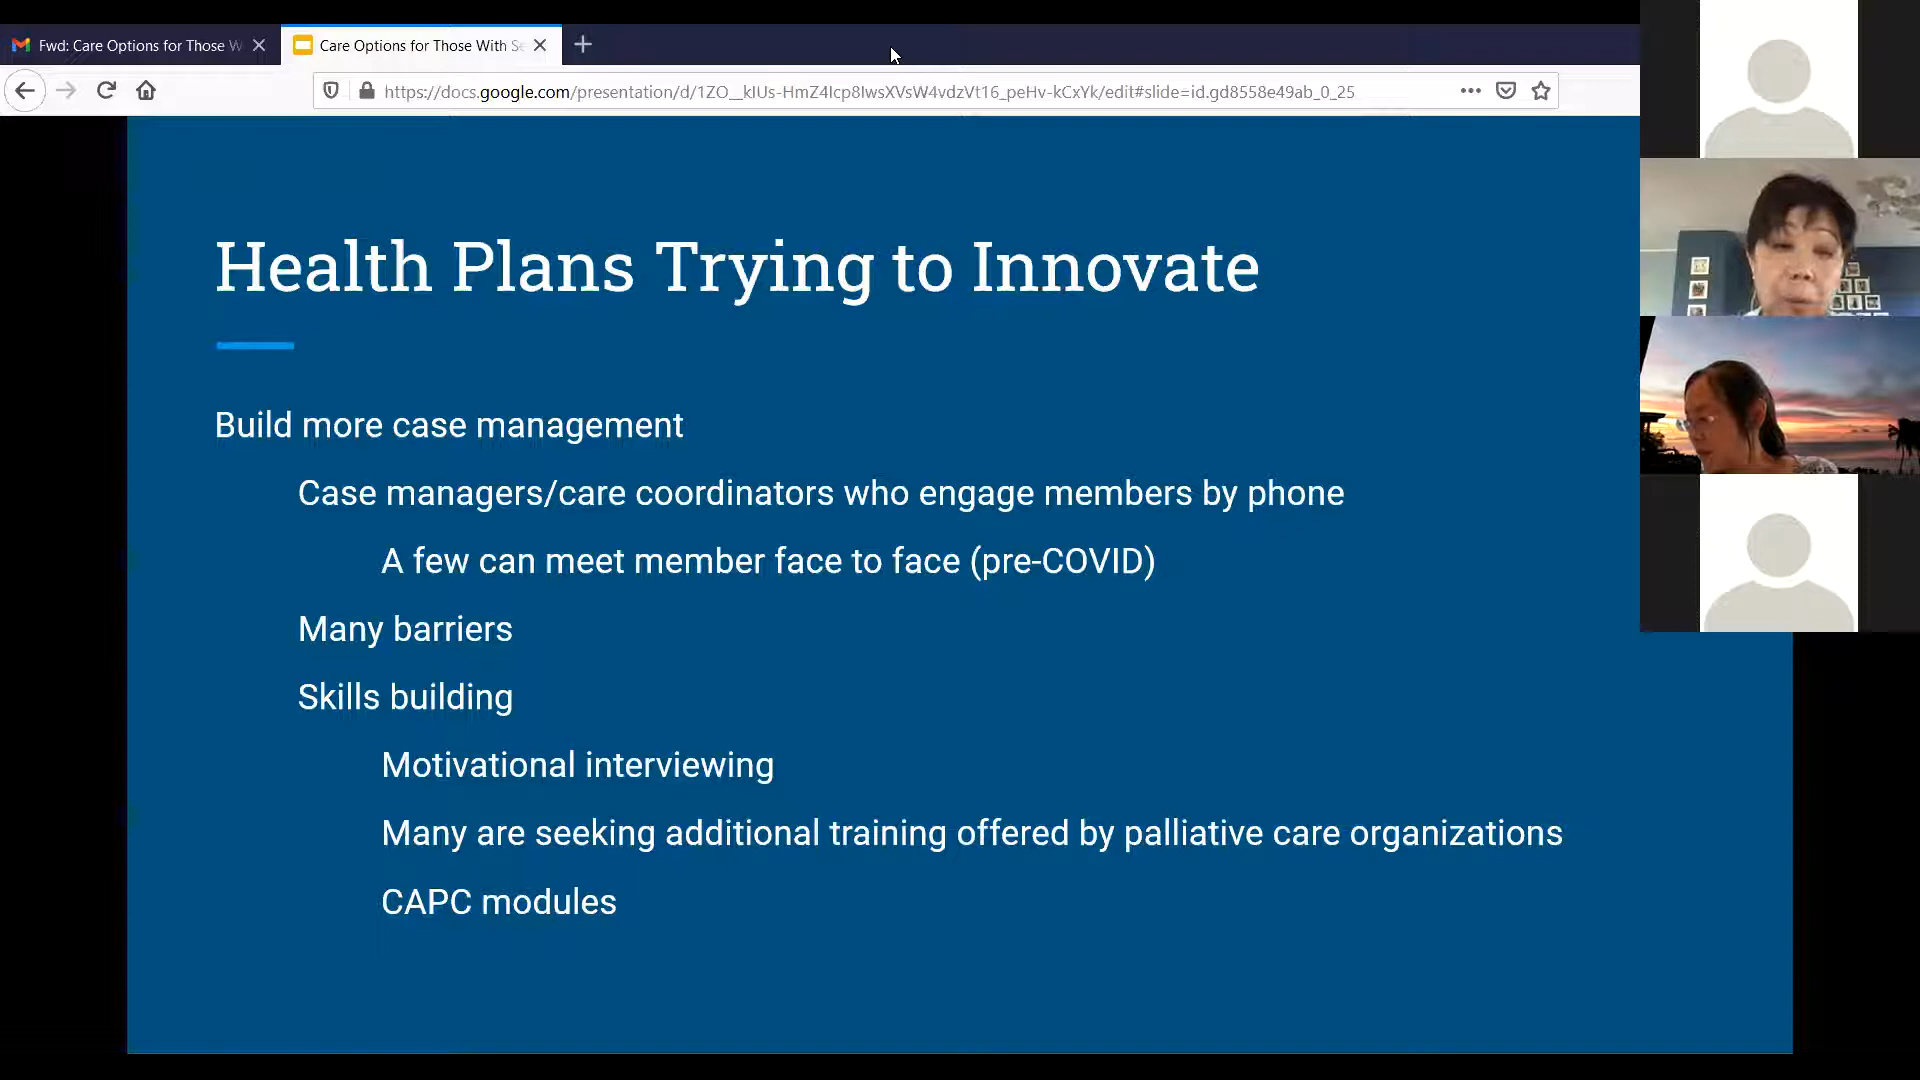 Fwd: Care Options for Those W
Care Options for Those With Se
https://docs.google.com/presentation/d/1ZO__kIUs-HmZ4Icp8IwsXVsW4vdzVt16_peHv-kCxYk/edit#slide=id.gd8558e49ab_0_25
Health Plans Trying to Innovate
Build more case management
Case managers/care coordinators who engage members by phone
A few can meet member face to face (pre-COVID)
Many barriers
Skills building
Motivational interviewing
Many are seeking additional training offered by palliative care organizations
CAPC modules